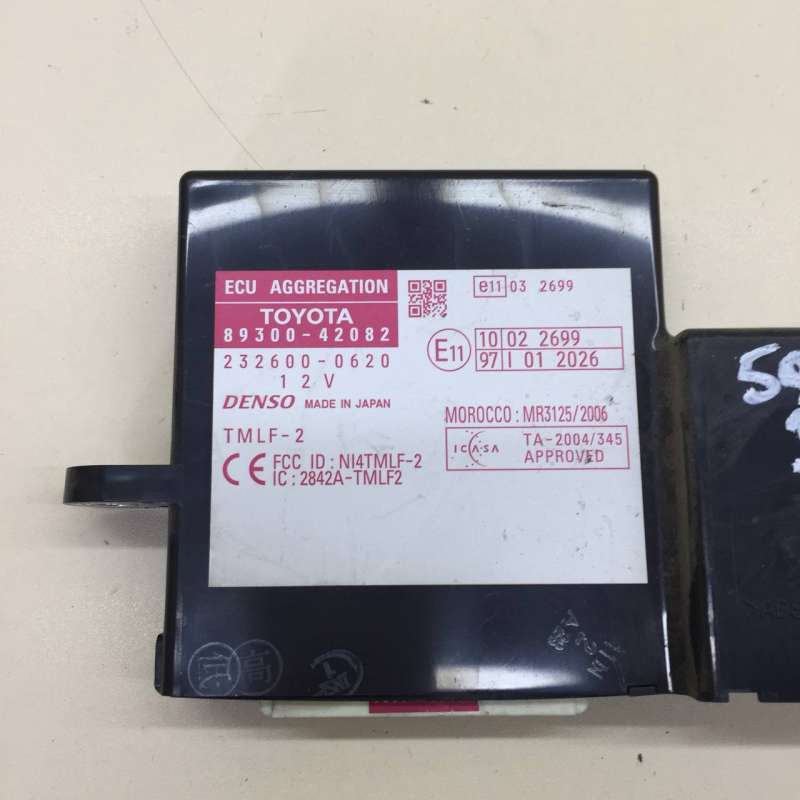 ECU AGGREGATION
TOYOTA
89300-42082
232600-0620
12V
DENSO MADE IN JAPAN
TMLF-2
CE FCC ID : NI4TMLF-2
IC : 2842A-TMLF2
e11 03 2699
E11 10 02 2699
97 I 01 2026
MOROCCO : MR3125/2006
ICASA TA-2004/345
APPROVED
低 高